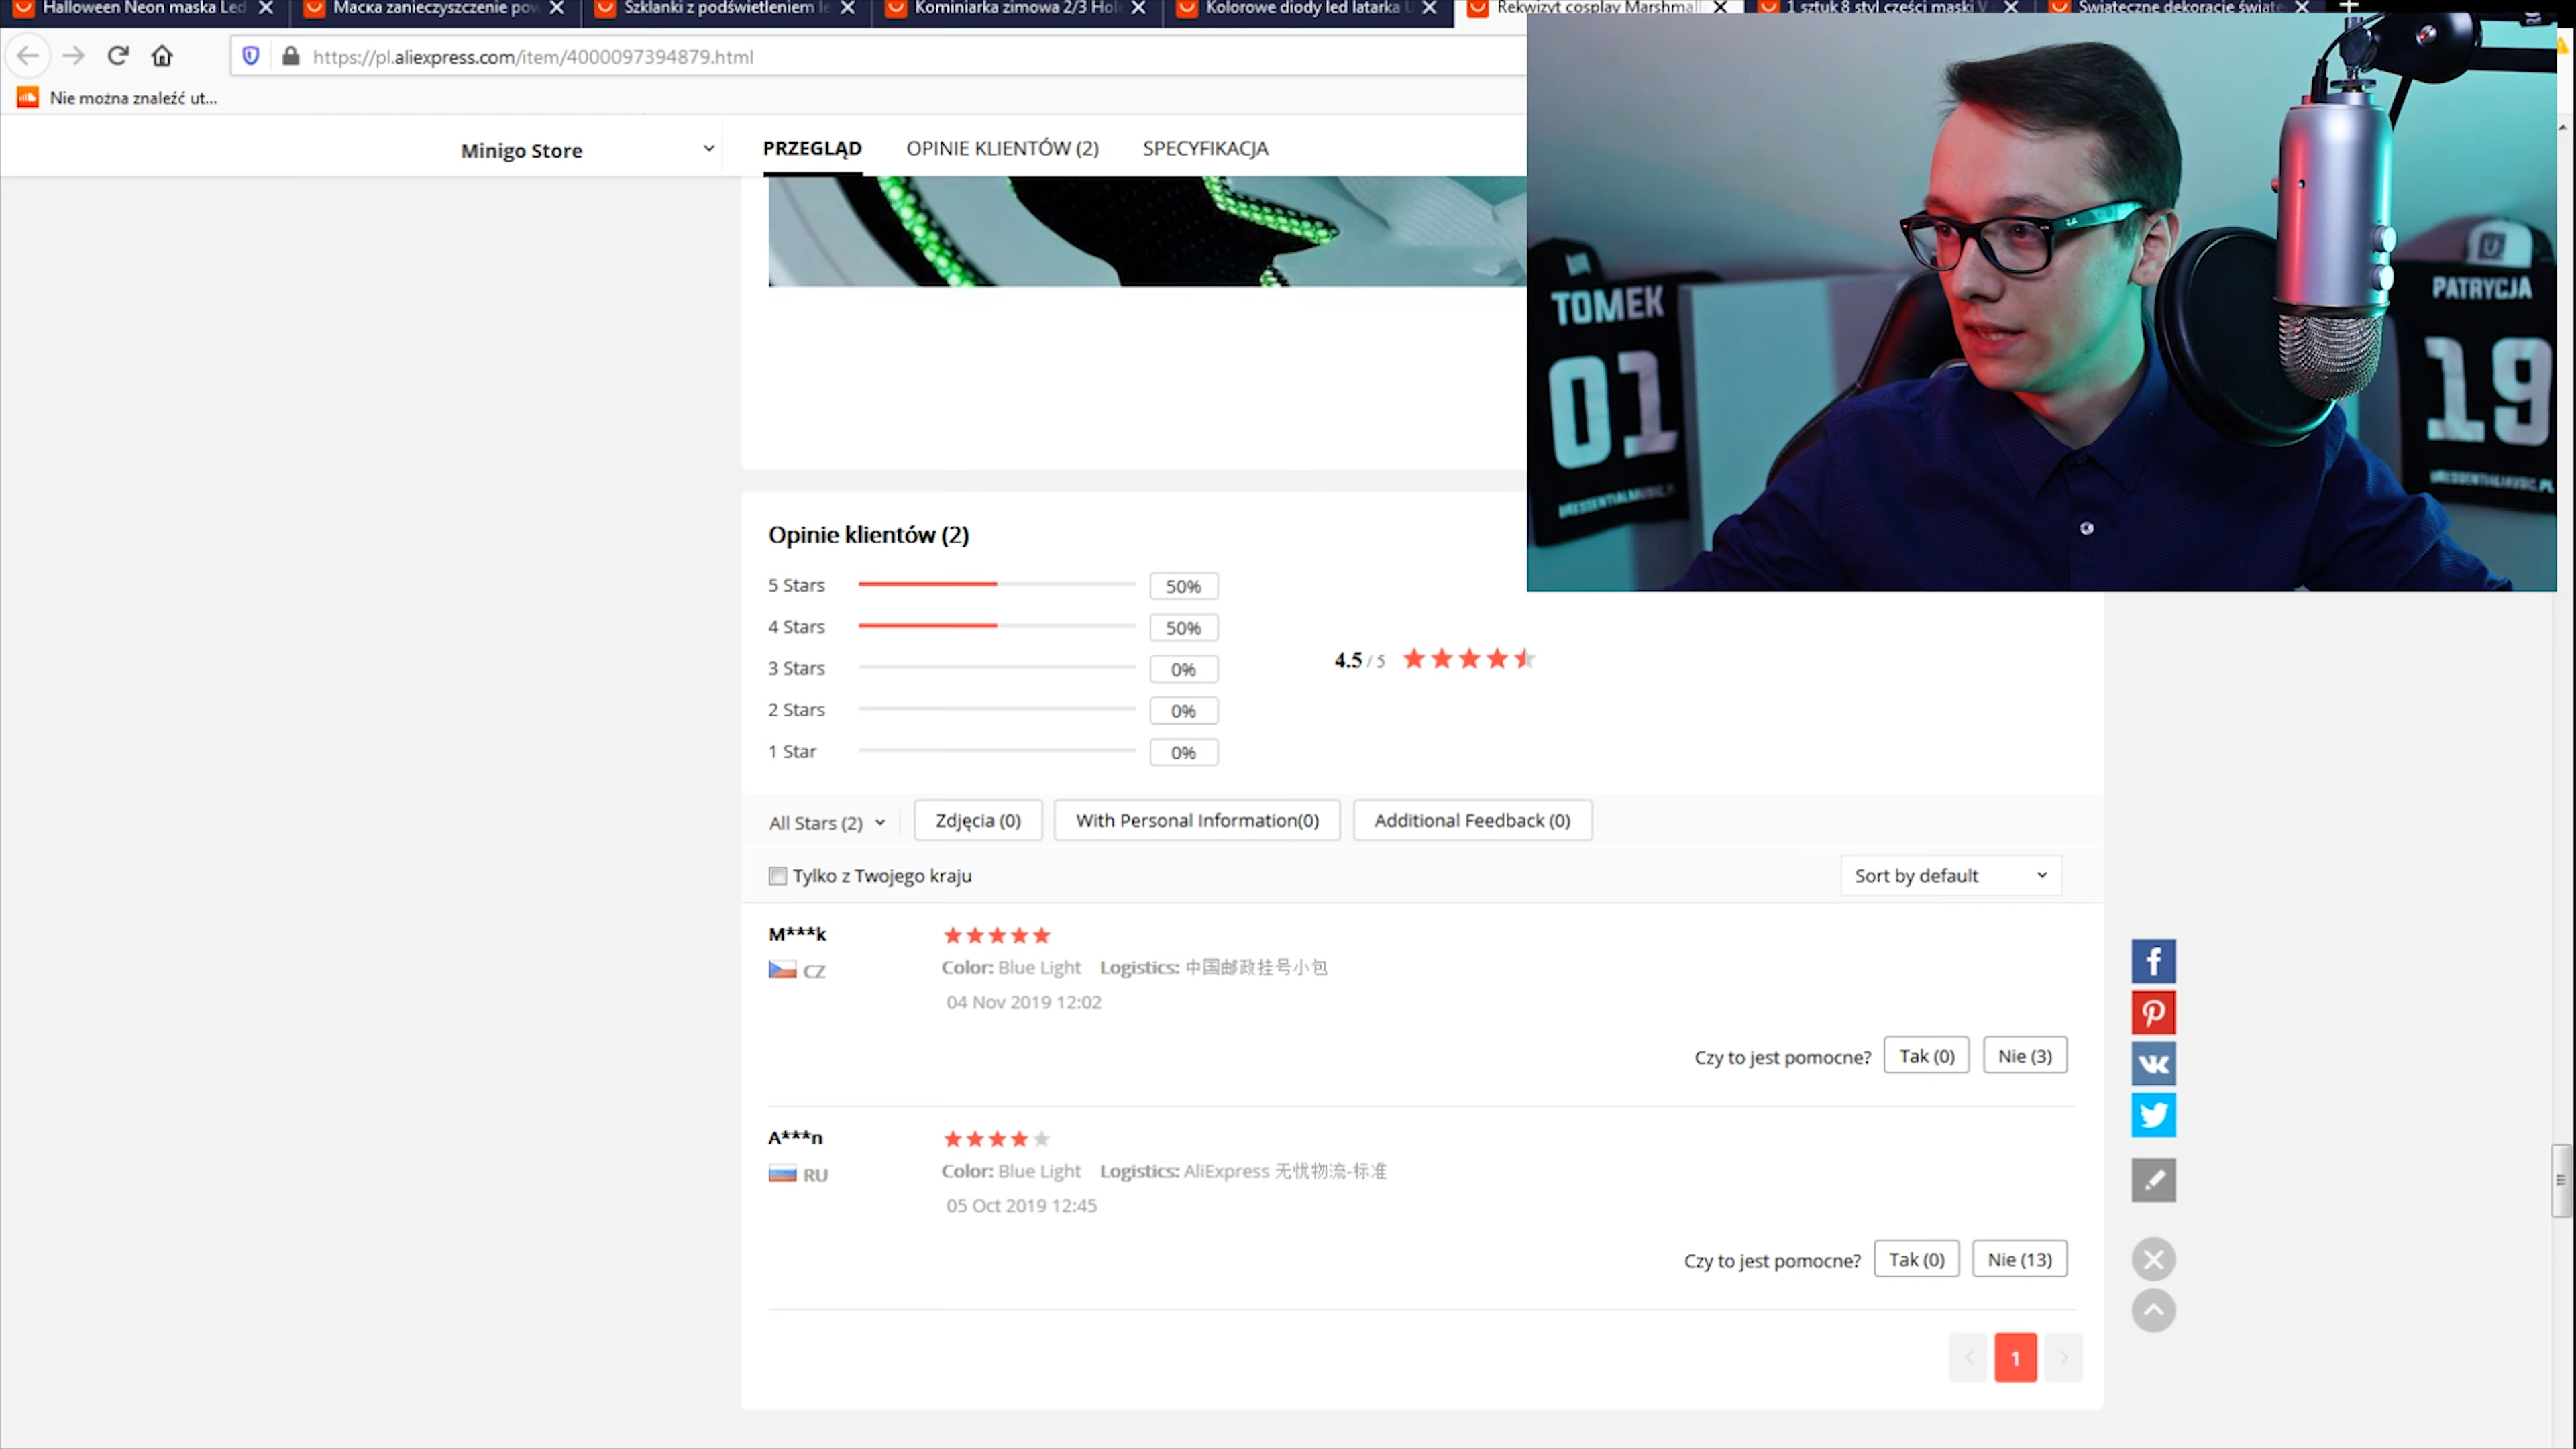 Halloween Neon maska Led
Maska zanieczyszczenie pow
Szklanki z podświetleniem le
Kominiarka zimowa 2/3 Hol
Kolorowe diody led latarka U
Rekwizyt cosplay Marshmall
1 sztuk 8 styl części maski V
Świąteczne dekoracje święte
https://pl.aliexpress.com/item/4000097394879.html
Nie można znaleźć ut...
Minigo Store
PRZEGLĄD
OPINIE KLIENTÓW (2)
SPECYFIKACJA
TOMEK
01
PATRYCJA
19
Opinie klientów (2)
5 Stars 50%
4 Stars 50%
3 Stars 0%
2 Stars 0%
1 Star 0%
4.5 / 5
All Stars (2)
Zdjęcia (0)
With Personal Information(0)
Additional Feedback (0)
Tylko z Twojego kraju
Sort by default
M***k
CZ
Color: Blue Light Logistics: 中国邮政挂号小包
04 Nov 2019 12:02
Czy to jest pomocne? Tak (0) Nie (3)
A***n
RU
Color: Blue Light Logistics: AliExpress 无忧物流-标准
05 Oct 2019 12:45
Czy to jest pomocne? Tak (0) Nie (13)
1